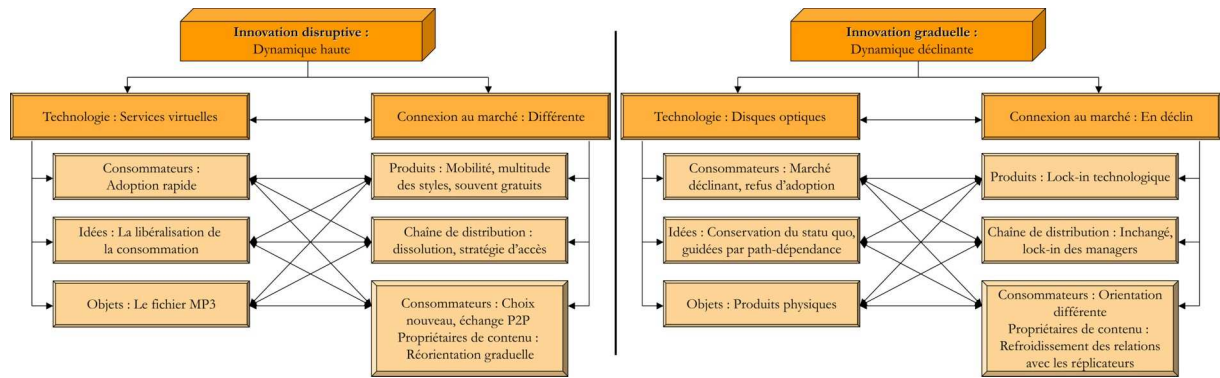 Innovation disruptive :
Dynamique haute
Technologie : Services virtuelles
Connexion au marché : Différente
Consommateurs :
Adoption rapide
Produits : Mobilité, multitude
des styles, souvent gratuits
Idées : La libéralisation de
la consommation
Chaîne de distribution :
dissolution, stratégie d'accès
Objets : Le fichier MP3
Consommateurs : Choix
nouveau, échange P2P
Propriétaires de contenu :
Réorientation graduelle
Innovation graduelle :
Dynamique déclinante
Technologie : Disques optiques
Connexion au marché : En déclin
Consommateurs : Marché
déclinant, refus d'adoption
Produits : Lock-in technologique
Idées : Conservation du statu quo,
guidées par path-dépendance
Chaîne de distribution : Inchangé,
lock-in des managers
Objets : Produits physiques
Consommateurs : Orientation
différente
Propriétaires de contenu :
Refroidissement des relations
avec les réplicateurs